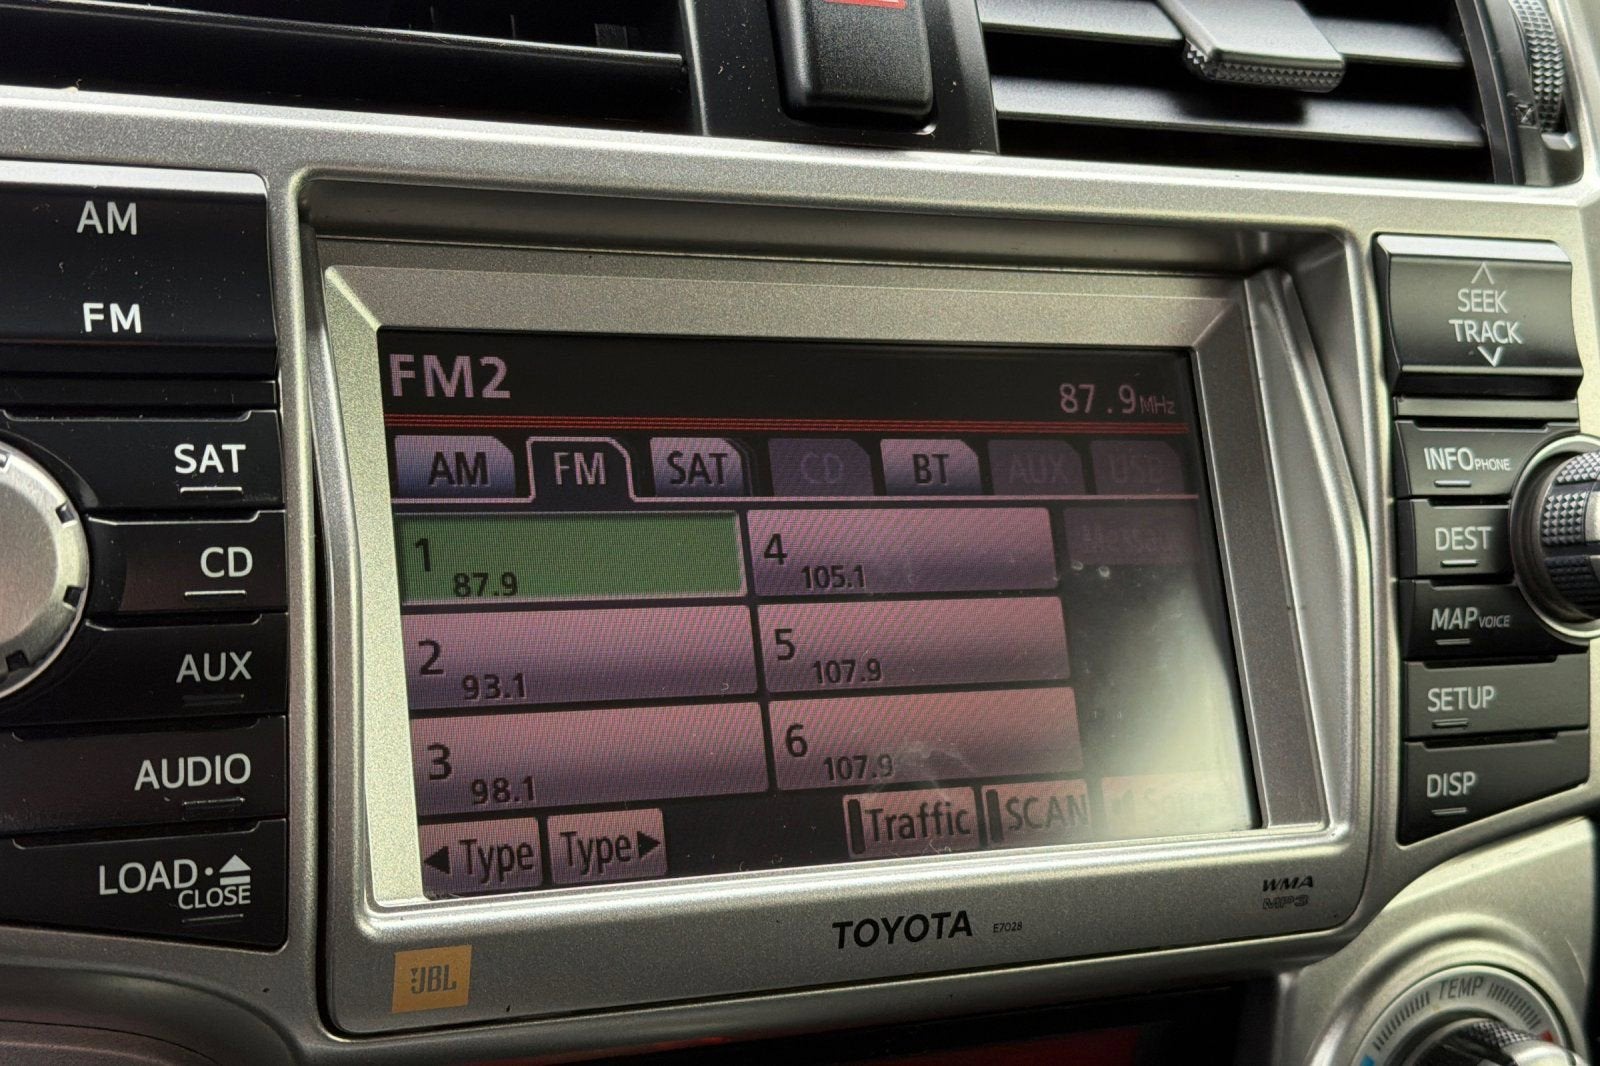 AM
FM
SAT
CD
AUX
AUDIO
LOAD·
CLOSE
FM2
87.9MHz
AM FM SAT CD BT AUX USB
1 87.9
2 93.1
3 98.1
4 105.1
5 107.9
6 107.9
Type Type Traffic SCAN
TOYOTA E7028
WMA
MP3
JBL
SEEK
TRACK
INFO PHONE
DEST
MAP VOICE
SETUP
DISP
TEMP